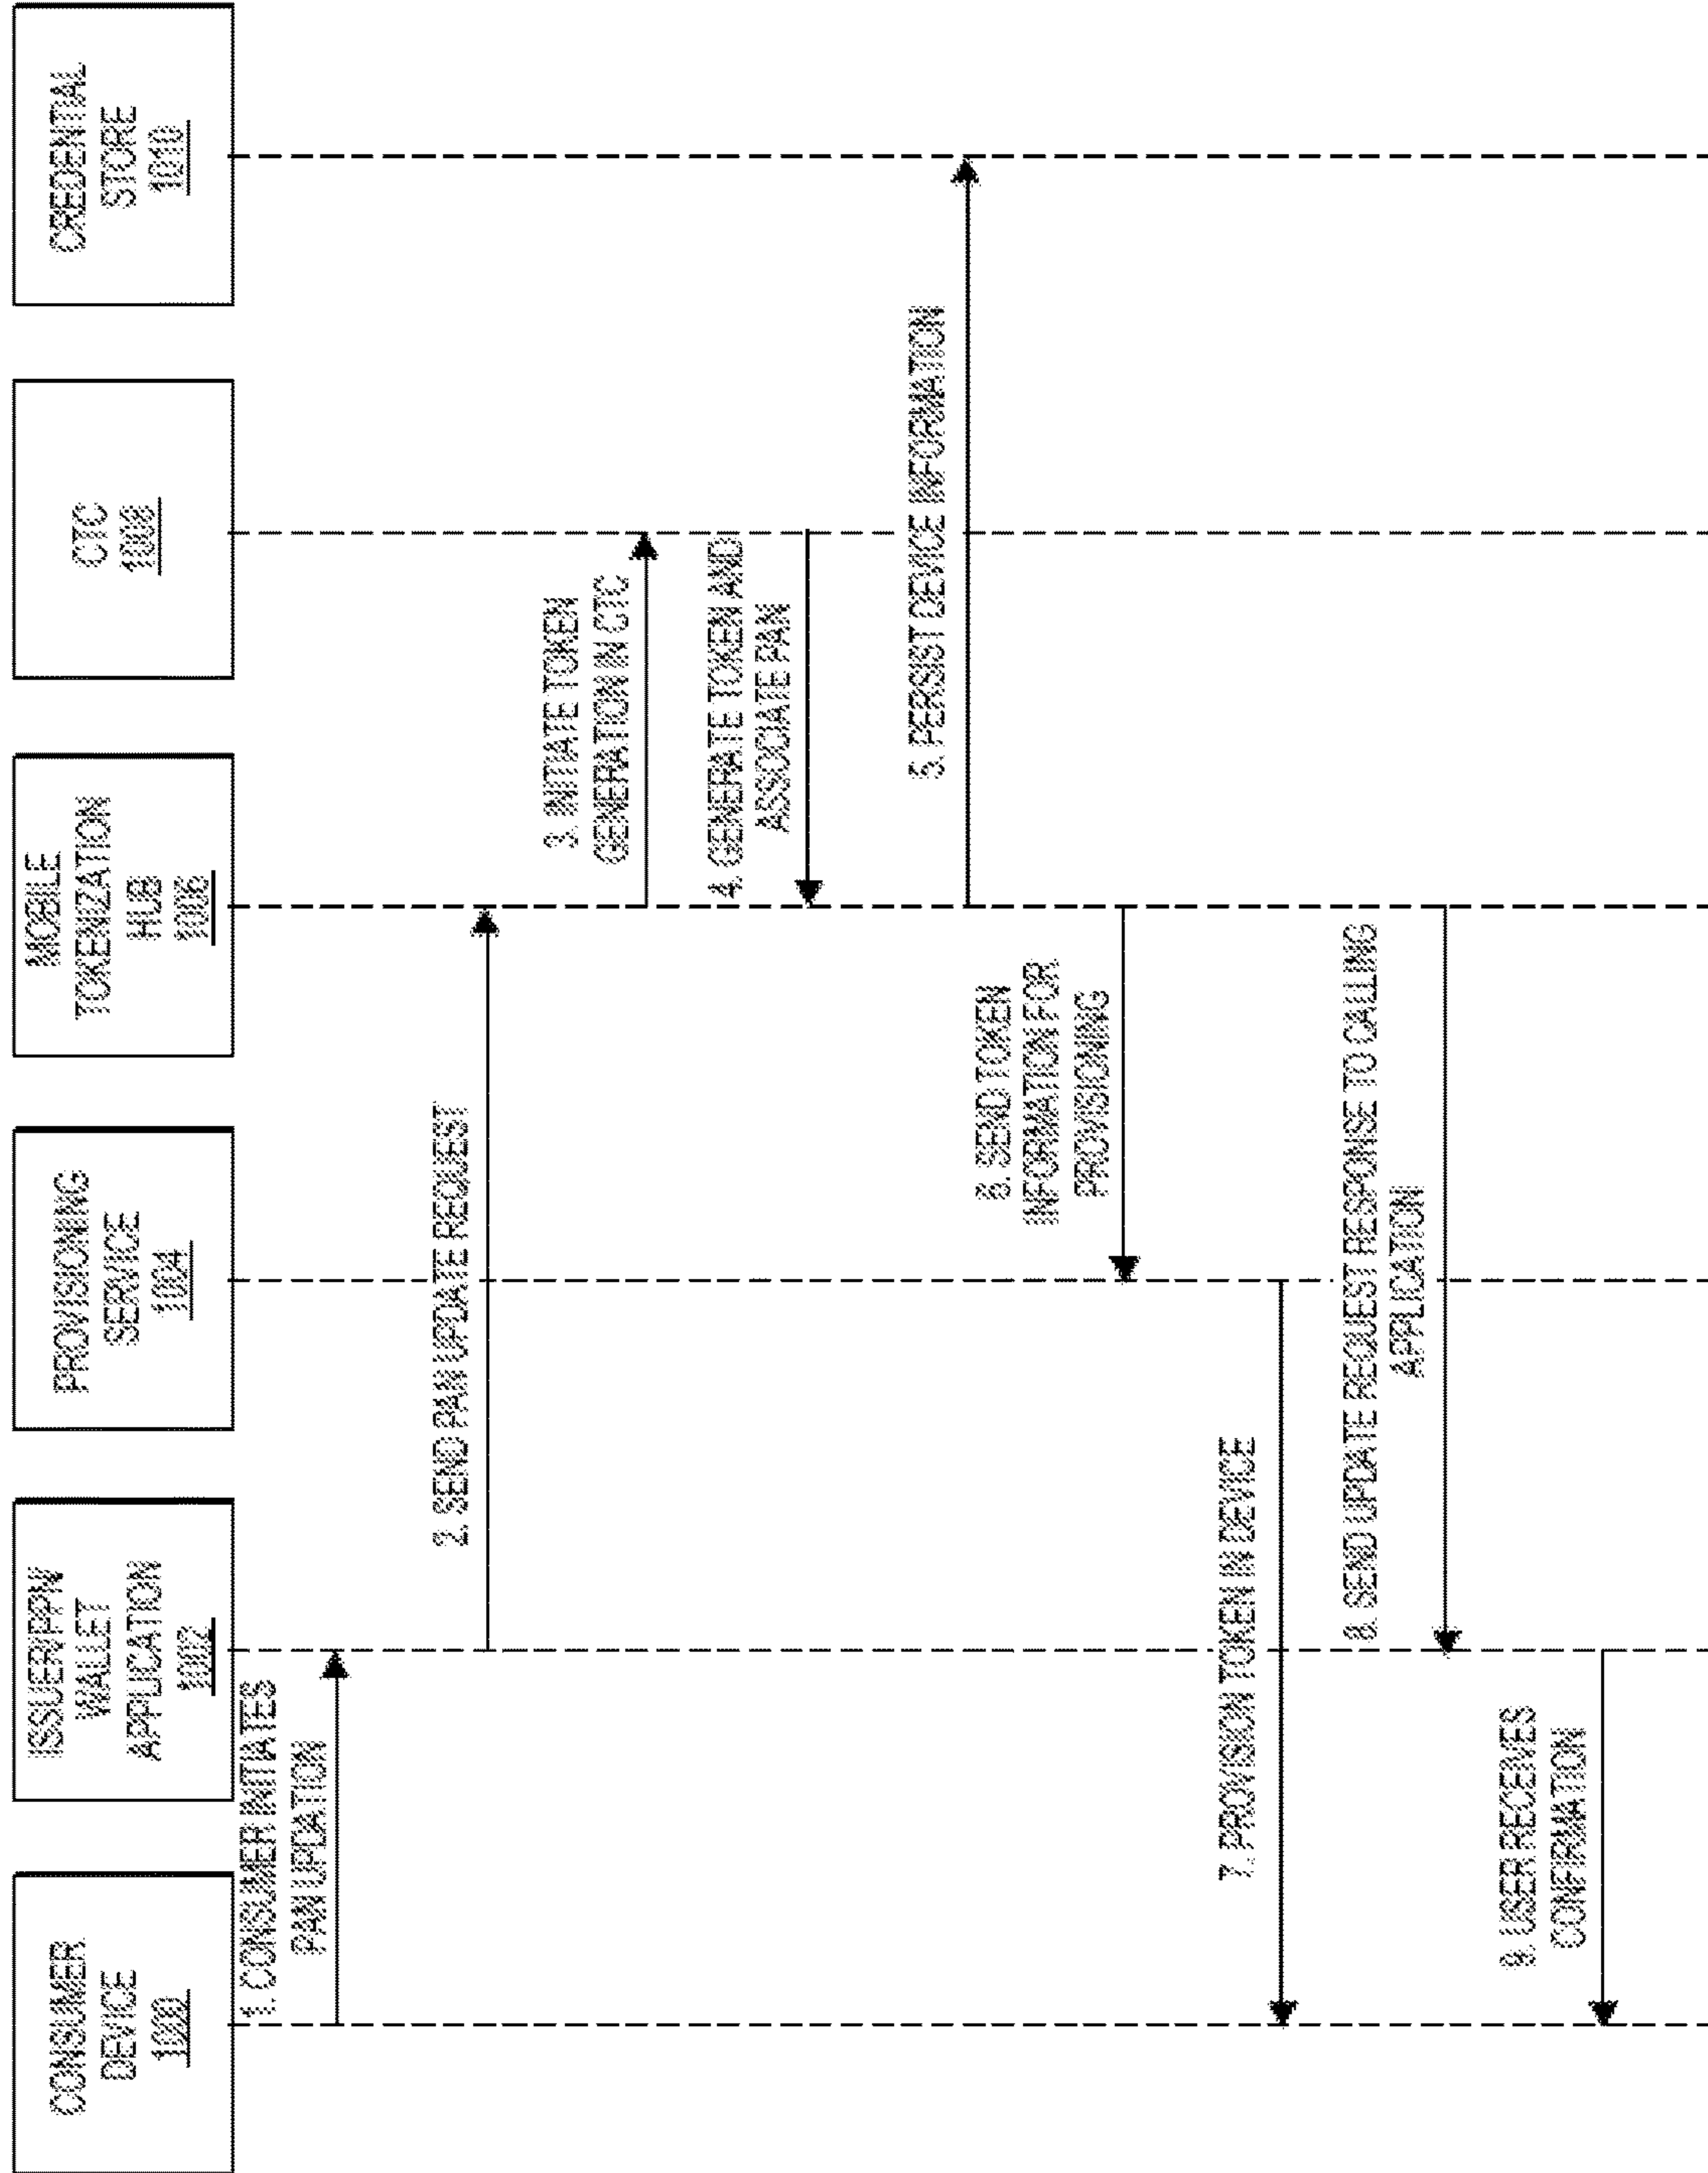 CONSUMER
DEVICE
1000
ISSUER/PPW
WALLET
APPLICATION
1002
PROVISIONING
SERVICE
1004
MOBILE
TOKENIZATION
HUB
1006
CTC
1008
CREDENTIAL
STORE
1010
1. CONSUMER INITIATES
PAN UPDATION
2. SEND PAN UPDATE REQUEST
3. INITIATE TOKEN
GENERATION IN CTC
4. GENERATE TOKEN AND
ASSOCIATE PAN
5. PERSIST DEVICE INFORMATION
6. SEND TOKEN
INFORMATION FOR
PROVISIONING
7. PROVISION TOKEN IN DEVICE
8. SEND UPDATE REQUEST RESPONSE TO CALLING
APPLICATION
9. USER RECEIVES
CONFIRMATION